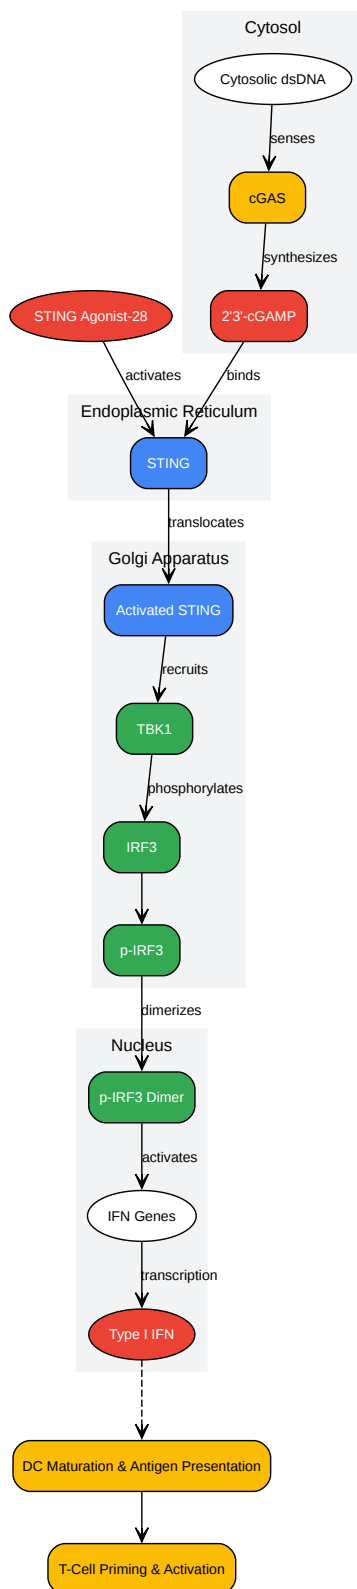 Cytosol
Cytosolic dsDNA
senses
cGAS
synthesizes
STING Agonist-28
2'3'-cGAMP
activates
binds
Endoplasmic Reticulum
STING
translocates
Golgi Apparatus
Activated STING
recruits
TBK1
phosphorylates
IRF3
p-IRF3
dimerizes
Nucleus
p-IRF3 Dimer
activates
IFN Genes
transcription
Type I IFN
DC Maturation & Antigen Presentation
T-Cell Priming & Activation